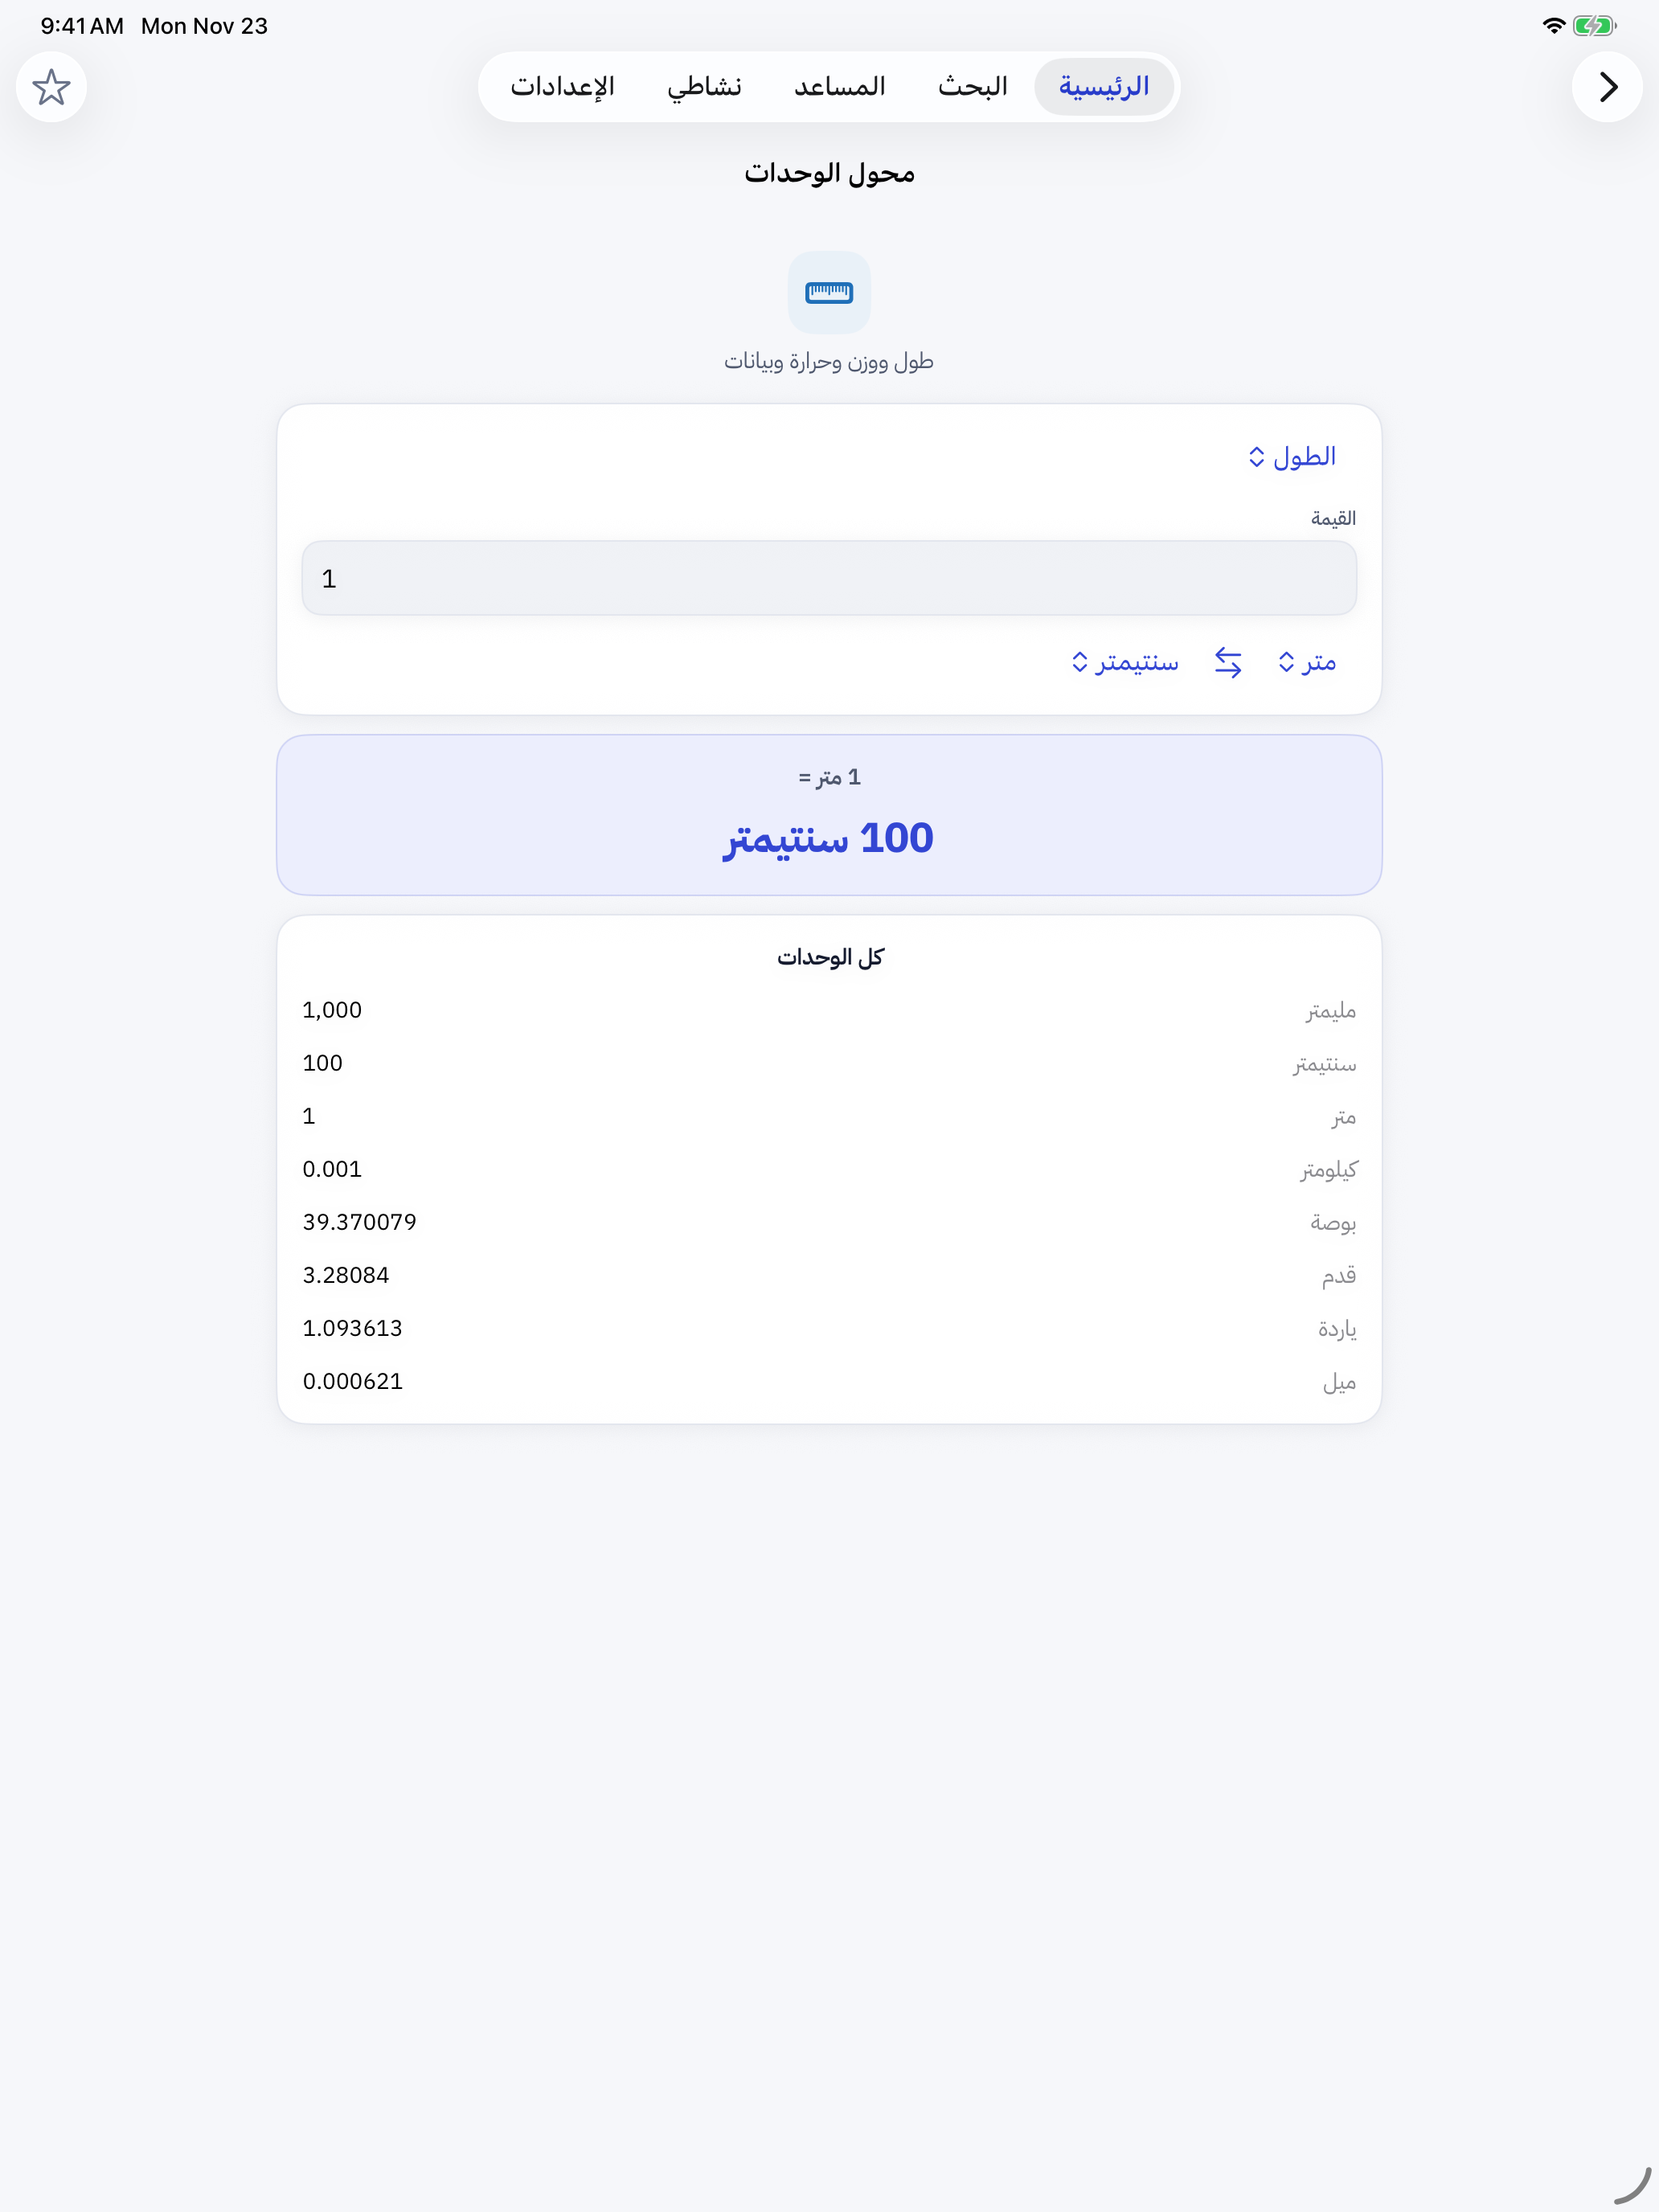 9:41 AM Mon Nov 23
الرئيسية البحث المساعد نشاطي الإعدادات
محول الوحدات
طول ووزن وحرارة وبيانات
الطول
القيمة
1
متر سنتيمتر
1 متر =
100 سنتيمتر
كل الوحدات
مليمتر 1,000
سنتيمتر 100
متر 1
كيلومتر 0.001
بوصة 39.370079
قدم 3.28084
ياردة 1.093613
ميل 0.000621